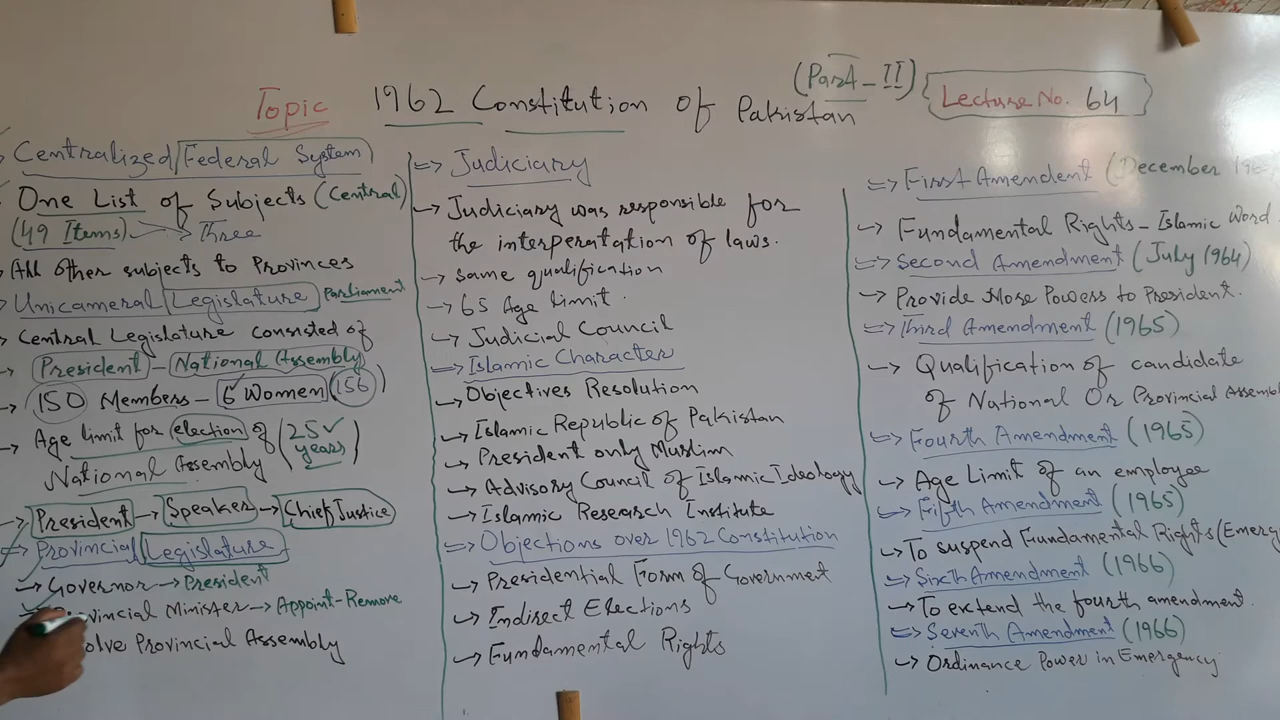 (Part-II)
Topic 1962 Constitution of Pakistan
Lecture No. 64
Centralized Federal System
One List of Subjects (Central)
(49 Items) Three
All other subjects to Provinces
Unicameral Legislature Parliament
Central Legislature consisted of
President - National Assembly
150 Members - 6 Women (156)
Age limit for election of (25 years)
National Assembly
President → Speaker → Chief Justice
Provincial Legislature
Governor → President
Minister → Appoint-Remove
Provincial Assembly
⇒ Judiciary
→ Judiciary was responsible for
the interperatation of laws.
→ same qualification
→ 65 Age Limit.
→ Judicial Council
⇒ Islamic Character
→ Objectives Resolution
→ Islamic Republic of Pakistan
→ President only Muslim
→ Advisory Council of Islamic Ideology
→ Islamic Research Institute
⇒ Objections over 1962 Constitution
→ Presidential Form of Government
→ Indirect Elections
→ Fundamental Rights
⇒ First Amendent (December
→ Fundamental Rights - Islamic Word
⇒ Second Amendment (July 1964)
→ Provide More Powers to President.
⇒ Third Amendment (1965)
→ Qualification of candidate
of National Or Provincial
⇒ Fourth Amendment (1965)
→ Age Limit of an employee
⇒ Fifth Amendment (1965)
→ To suspend Fundamental Rights
⇒ Sixth Amendment (1966)
→ To extend the fourth amendment.
⇒ Seventh Amendment (1966)
→ Ordinance Power in Emergency